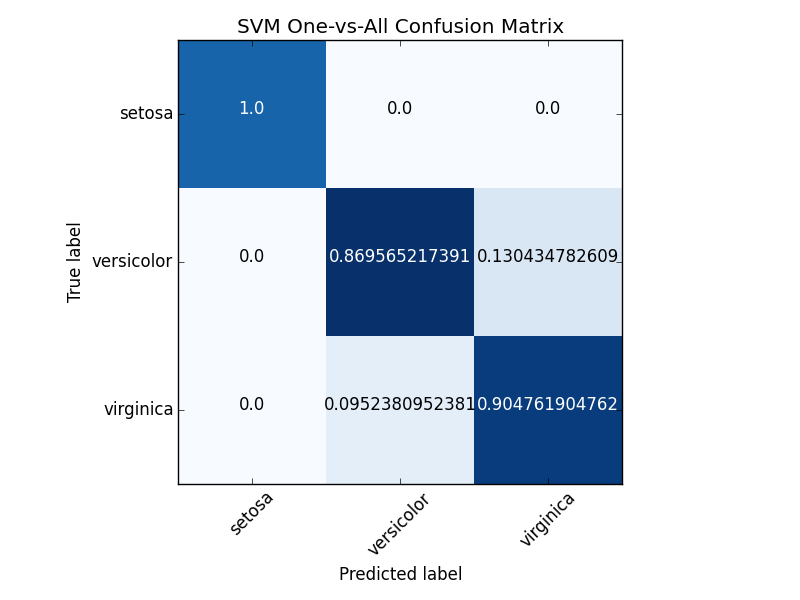 SVM One-vs-All Confusion Matrix
setosa 1.0 0.0 0.0
True label
versicolor 0.0 0.869565217391 0.130434782609
virginica 0.0 0.0952380952381 0.904761904762
setosa versicolor virginica
Predicted label